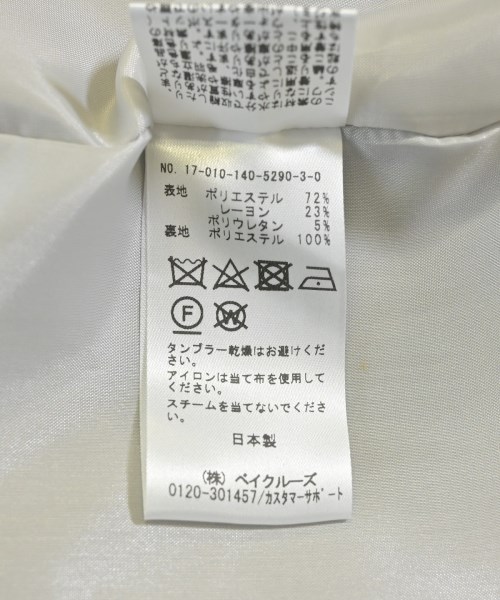 NO. 17-010-140-5290-3-0
表地 ポリエステル 72%
レーヨン 23%
ポリウレタン 5%
裏地 ポリエステル 100%
F W
タンブラー乾燥はお避けくだ
さい。
アイロンは当て布を使用して
ください。
スチームを当てないでくださ
い。
日本製
(株) ベイクルーズ
0120-301457/カスタマーサポート